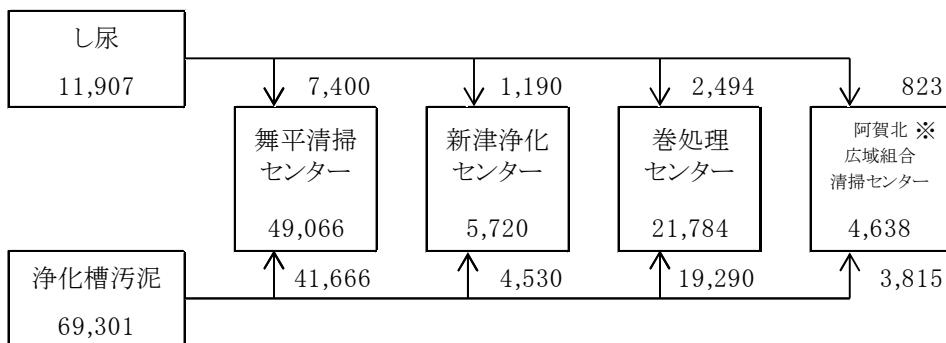 し尿
11,907
7,400
1,190
2,494
823
舞平清掃
センター
49,066
新津浄化
センター
5,720
巻処理
センター
21,784
阿賀北 ※
広域組合
清掃センター
4,638
浄化槽汚泥
69,301
41,666
4,530
19,290
3,815